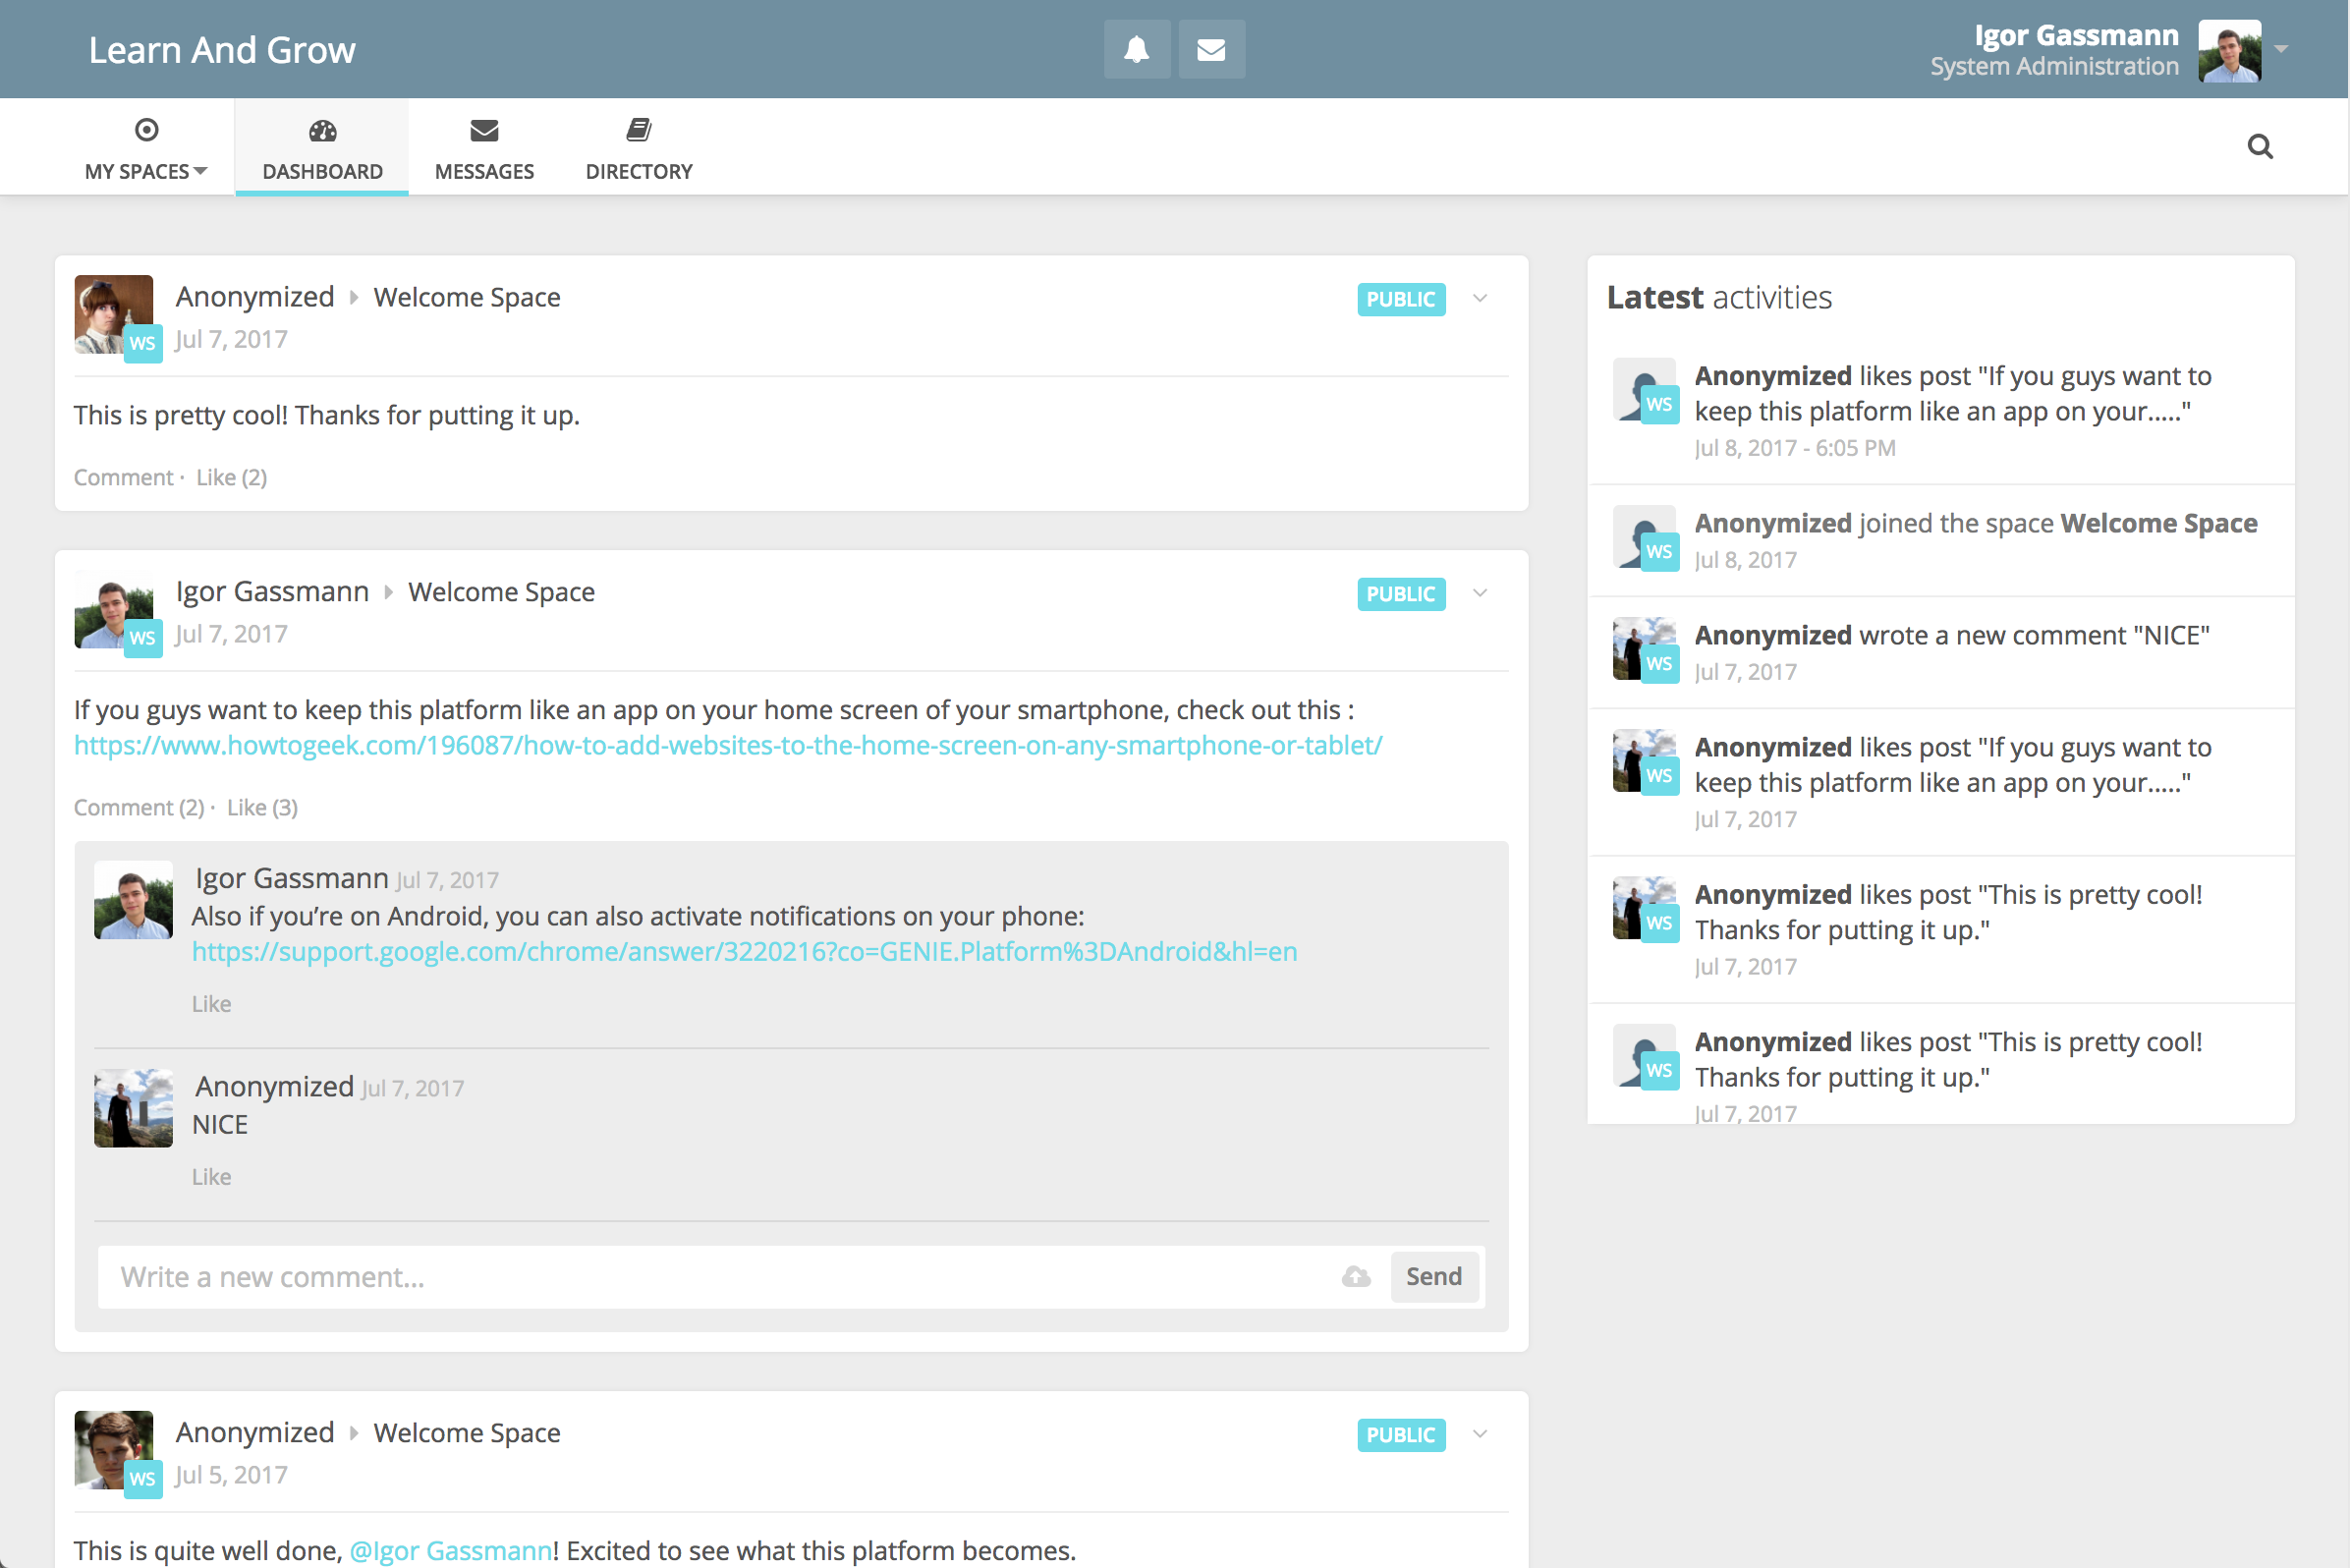 Learn And Grow
Igor Gassmann
System Administration
MY SPACES
DASHBOARD
MESSAGES
DIRECTORY
Anonymized Welcome Space
PUBLIC
WS
Jul 7, 2017
This is pretty cool! Thanks for putting it up.
Comment · Like (2)
Igor Gassmann Welcome Space
PUBLIC
WS
Jul 7, 2017
If you guys want to keep this platform like an app on your home screen of your smartphone, check out this :
https://www.howtogeek.com/196087/how-to-add-websites-to-the-home-screen-on-any-smartphone-or-tablet/
Comment (2) · Like (3)
Igor Gassmann Jul 7, 2017
Also if you’re on Android, you can also activate notifications on your phone:
https://support.google.com/chrome/answer/3220216?co=GENIE.Platform%3DAndroid&hl=en
Like
Anonymized Jul 7, 2017
NICE
Like
Write a new comment...
Send
Anonymized Welcome Space
PUBLIC
WS
Jul 5, 2017
This is quite well done, @Igor Gassmann! Excited to see what this platform becomes.
Latest activities
Anonymized likes post "If you guys want to
WS
keep this platform like an app on your....."
Jul 8, 2017 - 6:05 PM
Anonymized joined the space Welcome Space
WS
Jul 8, 2017
Anonymized wrote a new comment "NICE"
WS
Jul 7, 2017
Anonymized likes post "If you guys want to
WS
keep this platform like an app on your....."
Jul 7, 2017
Anonymized likes post "This is pretty cool!
WS
Thanks for putting it up."
Jul 7, 2017
Anonymized likes post "This is pretty cool!
WS
Thanks for putting it up."
Jul 7, 2017